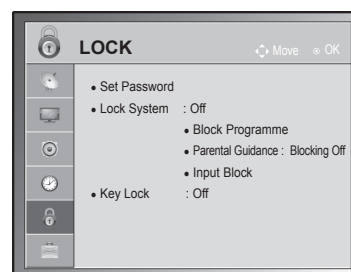 LOCK
Move OK
• Set Password
• Lock System : Off
• Block Programme
• Parental Guidance : Blocking Off
• Input Block
• Key Lock : Off